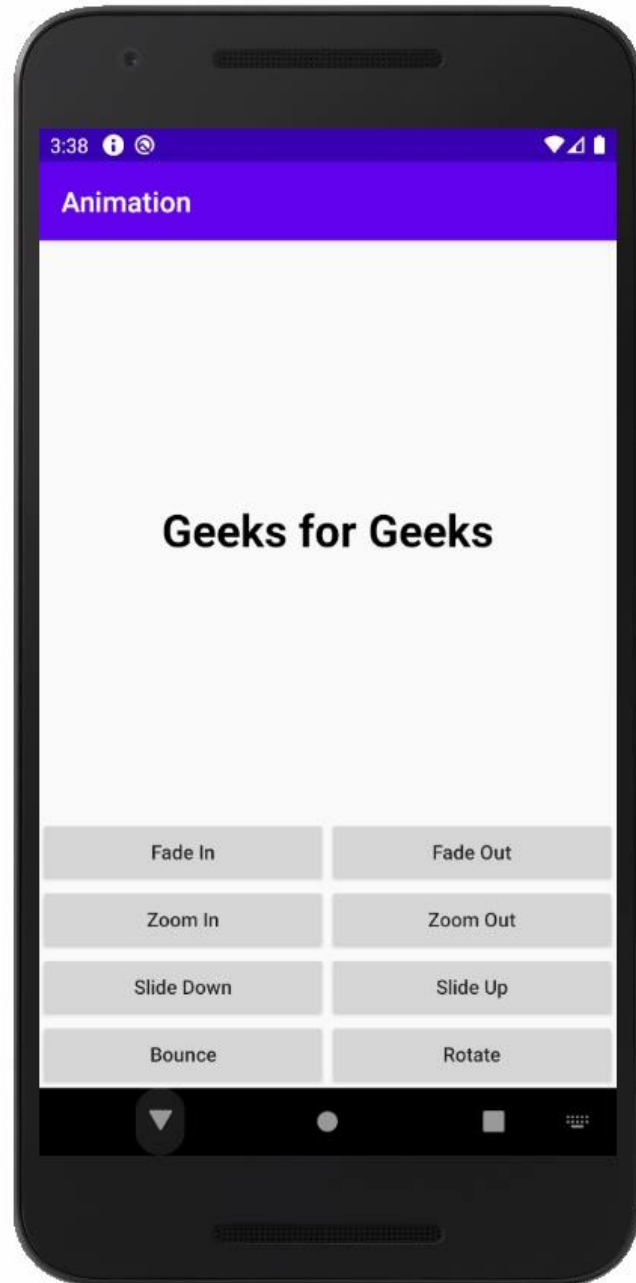 3:38
Animation
Geeks for Geeks
Fade In Fade Out
Zoom In Zoom Out
Slide Down Slide Up
Bounce Rotate